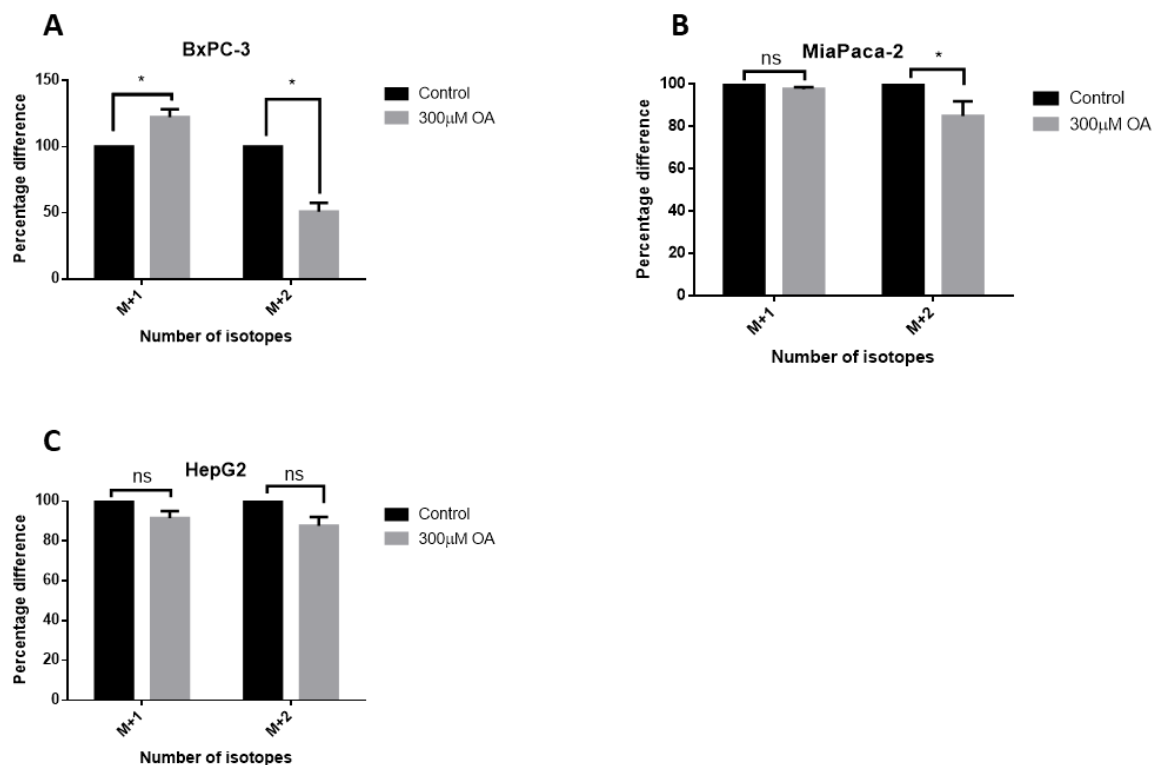 A
BxPC-3
150
100
50
0
Percentage difference
*
*
M+1
M+2
Number of isotopes
Control
300μM OA
B
MiaPaca-2
100
80
60
40
20
0
Percentage difference
ns
*
M+1
M+2
Number of isotopes
Control
300μM OA
C
HepG2
100
80
60
40
20
0
Percentage difference
ns
ns
M+1
M+2
Number of isotopes
Control
300μM OA